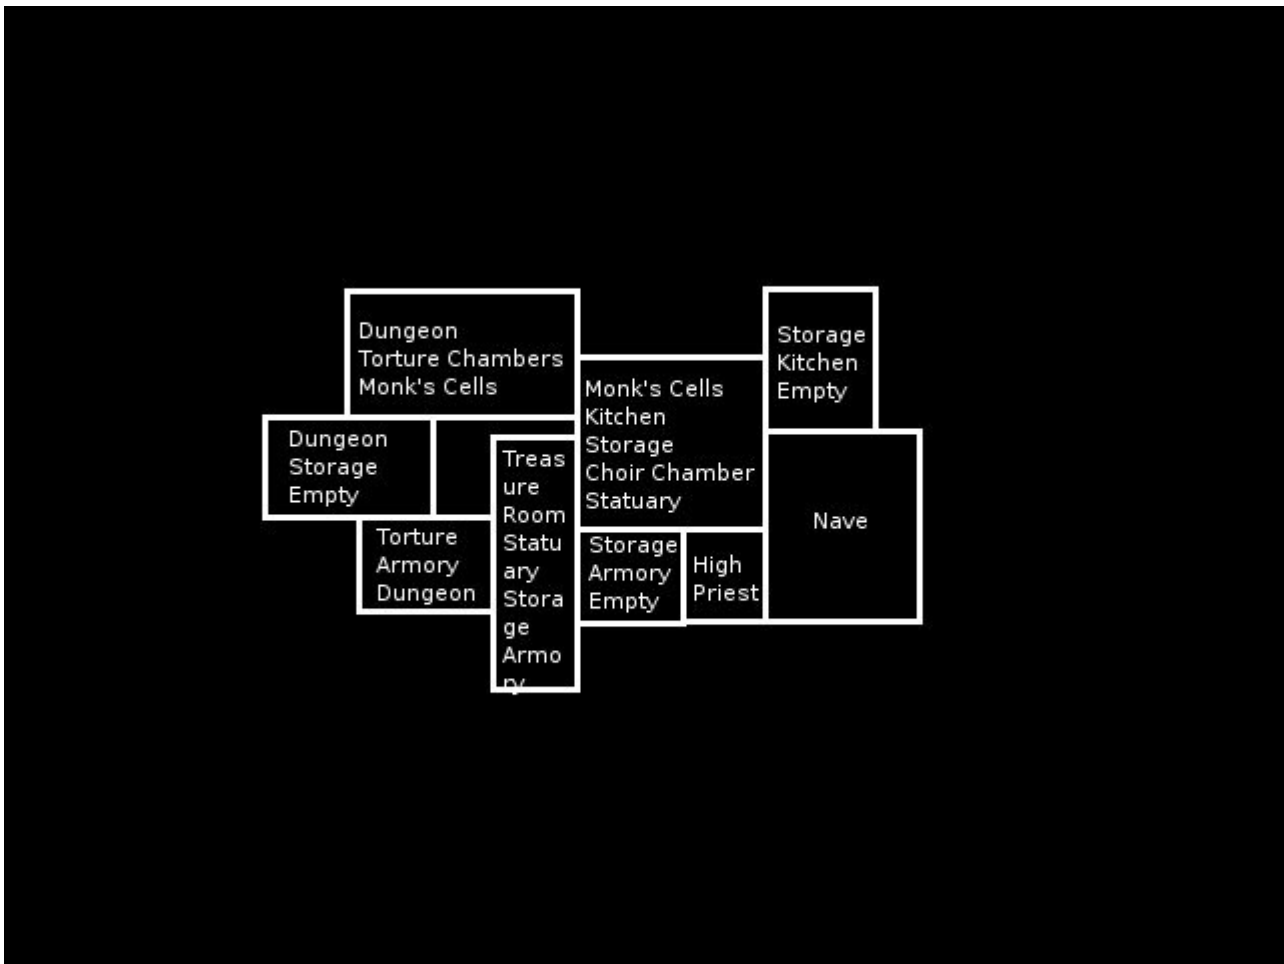 Dungeon
Torture Chambers
Monk's Cells
Storage
Kitchen
Empty
Monk's Cells
Kitchen
Storage
Choir Chamber
Statuary
Dungeon
Storage
Empty
Treas
ure
Room
Statu
ary
Stora
ge
Armo
ry
Nave
Torture
Armory
Dungeon
Storage
Armory
Empty
High
Priest